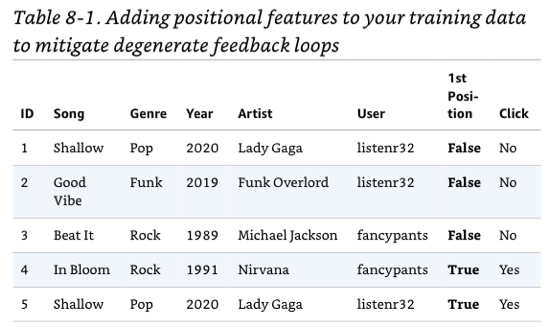 Table 8-1. Adding positional features to your training data
to mitigate degenerate feedback loops
1st
Posi-
ID Song Genre Year Artist User tion Click
1 Shallow Pop 2020 Lady Gaga listenr32 False No
2 Good Funk 2019 Funk Overlord listenr32 False No
Vibe
3 Beat It Rock 1989 Michael Jackson fancypants False No
4 In Bloom Rock 1991 Nirvana fancypants True Yes
5 Shallow Pop 2020 Lady Gaga listenr32 True Yes